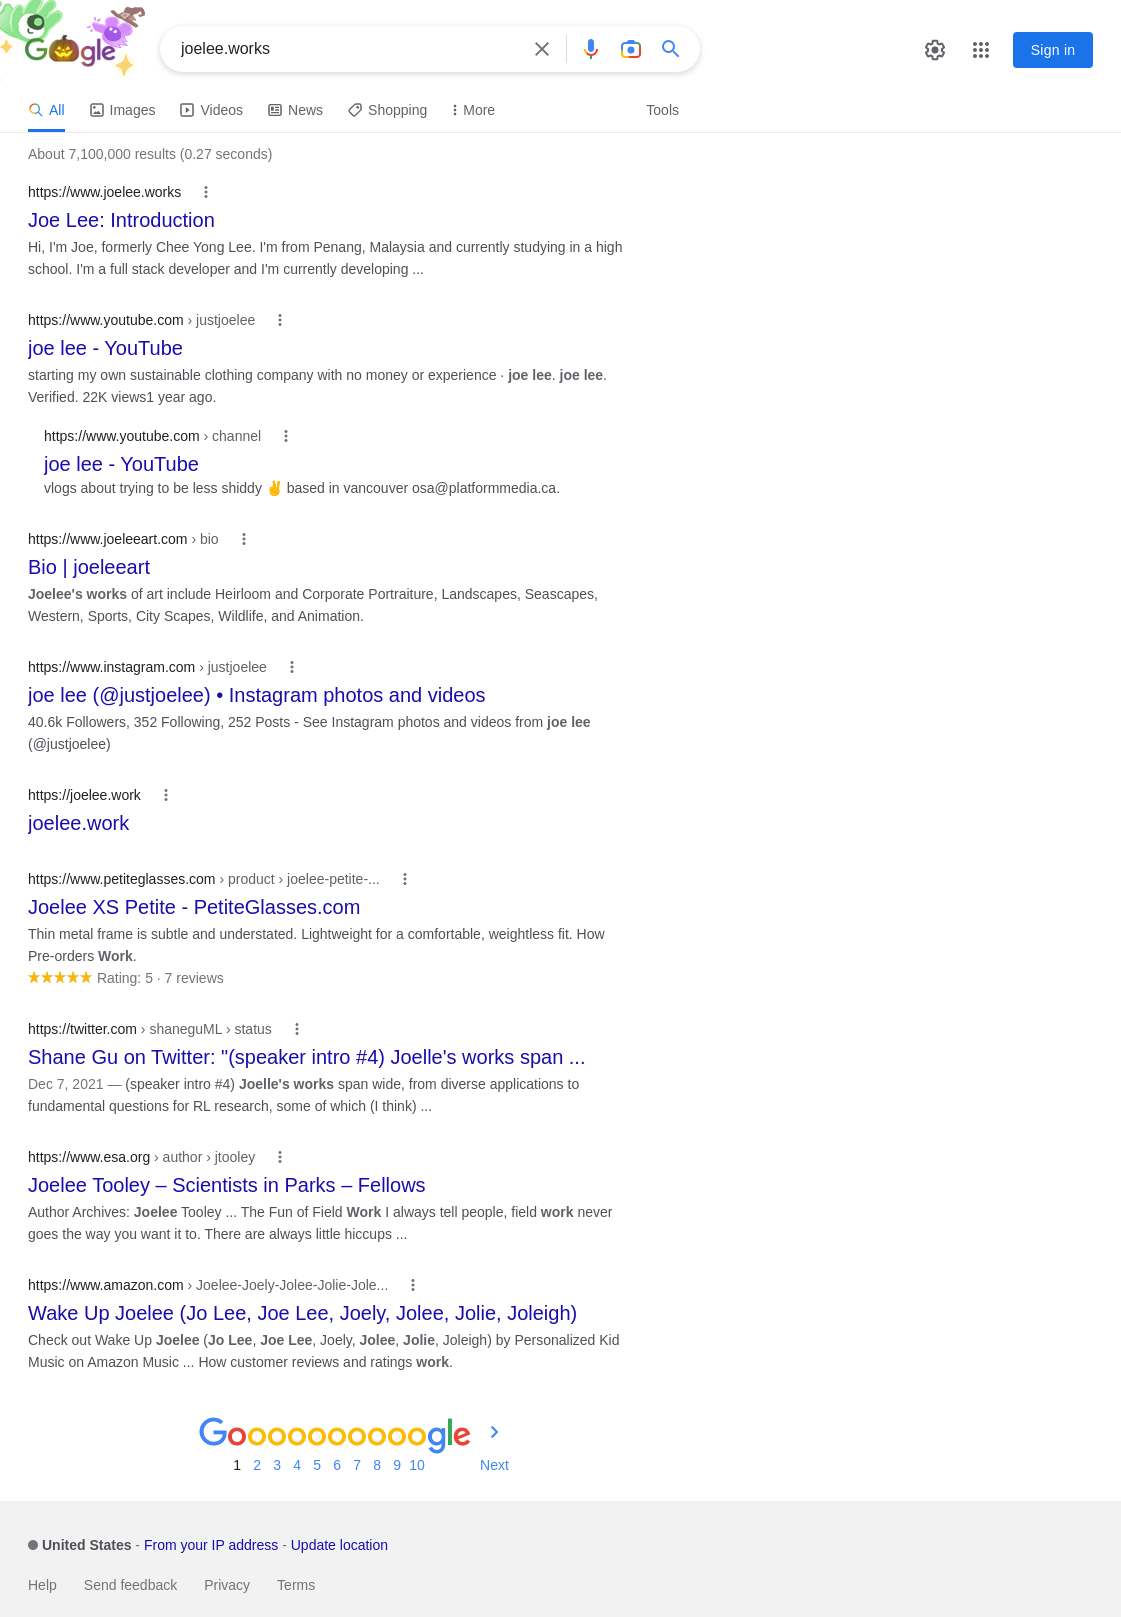 Google
joelee.works
Sign in
All Images Videos News Shopping More Tools
About 7,100,000 results (0.27 seconds)
https://www.joelee.works
Joe Lee: Introduction
Hi, I'm Joe, formerly Chee Yong Lee. I'm from Penang, Malaysia and currently studying in a high
school. I'm a full stack developer and I'm currently developing ...
https://www.youtube.com › justjoelee
joe lee - YouTube
starting my own sustainable clothing company with no money or experience · joe lee. joe lee.
Verified. 22K views1 year ago.
https://www.youtube.com › channel
joe lee - YouTube
vlogs about trying to be less shiddy ✌ based in vancouver osa@platformmedia.ca.
https://www.joeleeart.com › bio
Bio | joeleeart
Joelee's works of art include Heirloom and Corporate Portraiture, Landscapes, Seascapes,
Western, Sports, City Scapes, Wildlife, and Animation.
https://www.instagram.com › justjoelee
joe lee (@justjoelee) • Instagram photos and videos
40.6k Followers, 352 Following, 252 Posts - See Instagram photos and videos from joe lee
(@justjoelee)
https://joelee.work
joelee.work
https://www.petiteglasses.com › product › joelee-petite-...
Joelee XS Petite - PetiteGlasses.com
Thin metal frame is subtle and understated. Lightweight for a comfortable, weightless fit. How
Pre-orders Work.
★★★★★ Rating: 5 · 7 reviews
https://twitter.com › shaneguML › status
Shane Gu on Twitter: "(speaker intro #4) Joelle's works span ...
Dec 7, 2021 — (speaker intro #4) Joelle's works span wide, from diverse applications to
fundamental questions for RL research, some of which (I think) ...
https://www.esa.org › author › jtooley
Joelee Tooley – Scientists in Parks – Fellows
Author Archives: Joelee Tooley ... The Fun of Field Work I always tell people, field work never
goes the way you want it to. There are always little hiccups ...
https://www.amazon.com › Joelee-Joely-Jolee-Jolie-Jole...
Wake Up Joelee (Jo Lee, Joe Lee, Joely, Jolee, Jolie, Joleigh)
Check out Wake Up Joelee (Jo Lee, Joe Lee, Joely, Jolee, Jolie, Joleigh) by Personalized Kid
Music on Amazon Music ... How customer reviews and ratings work.
Goooooooooogle
1 2 3 4 5 6 7 8 9 10 Next
United States - From your IP address - Update location
Help Send feedback Privacy Terms